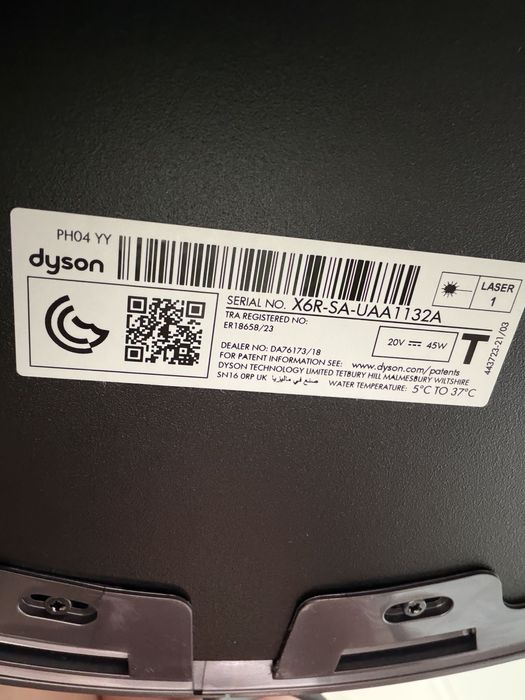 PH04 YY
dyson
SERIAL NO. X6R-SA-UAA1132A
LASER
1
TRA REGISTERED NO:
ER18658/23
20V ⎓ 45W
T
DEALER NO: DA76173/18
FOR PATENT INFORMATION SEE: www.dyson.com/patents
DYSON TECHNOLOGY LIMITED TETBURY HILL MALMESBURY WILTSHIRE
SN16 0RP UK صنع في ماليزيا WATER TEMPERATURE: 5°C TO 37°C
443723-21/03